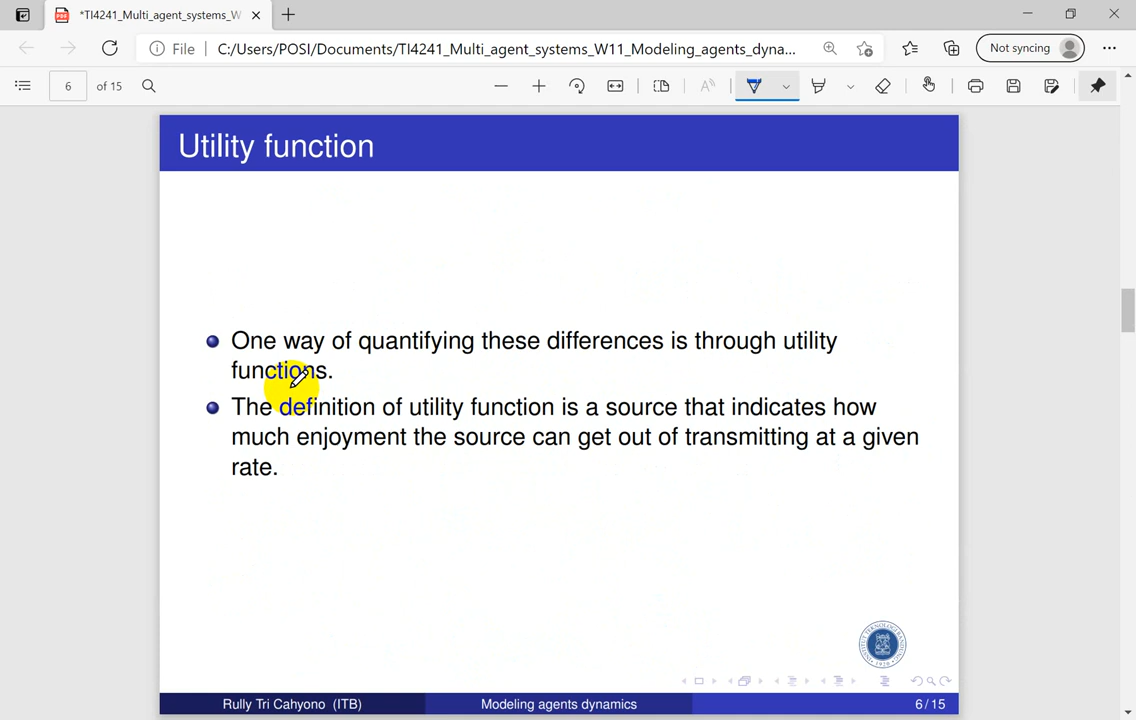 *TI4241_Multi_agent_systems_W
File C:/Users/POSI/Documents/TI4241_Multi_agent_systems_W11_Modeling_agents_dyna... Not syncing
6 of 15
Utility function
One way of quantifying these differences is through utility
functions.
The definition of utility function is a source that indicates how
much enjoyment the source can get out of transmitting at a given
rate.
Rully Tri Cahyono (ITB) Modeling agents dynamics 6 / 15